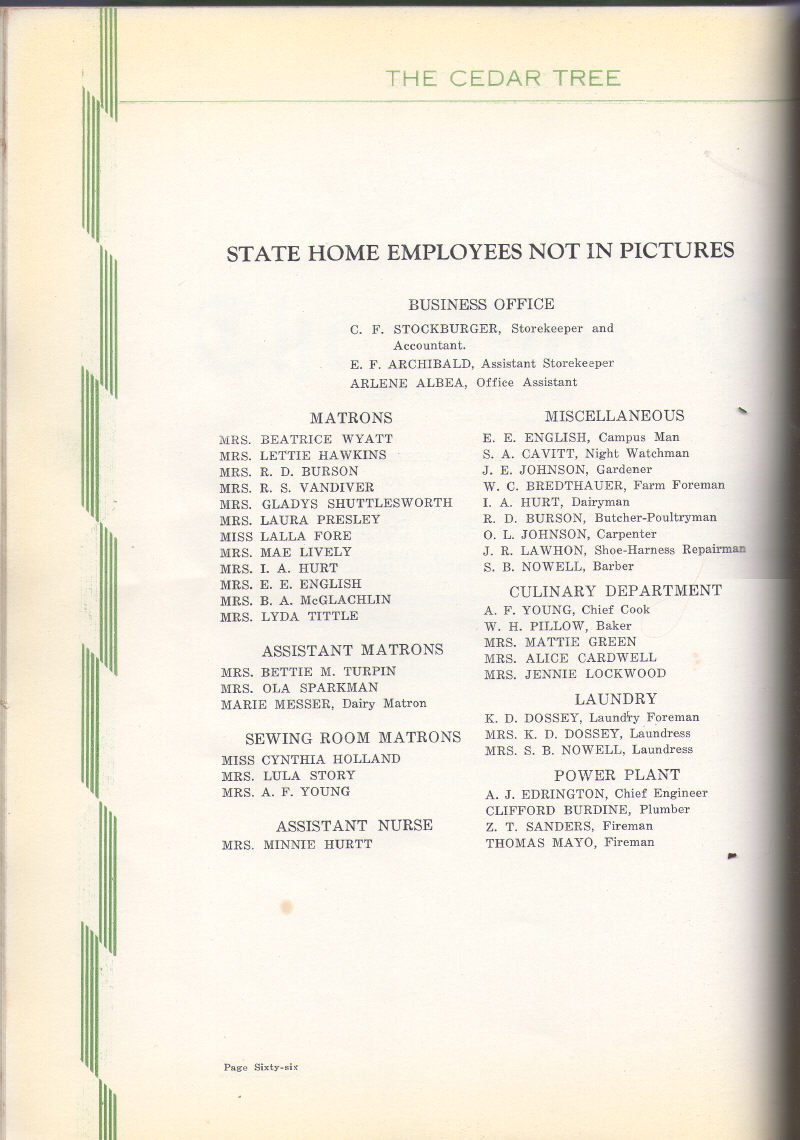 THE CEDAR TREE
STATE HOME EMPLOYEES NOT IN PICTURES
BUSINESS OFFICE
C. F. STOCKBURGER, Storekeeper and
Accountant.
E. F. ARCHIBALD, Assistant Storekeeper
ARLENE ALBEA, Office Assistant
MATRONS
MRS. BEATRICE WYATT
MRS. LETTIE HAWKINS
MRS. R. D. BURSON
MRS. R. S. VANDIVER
MRS. GLADYS SHUTTLESWORTH
MRS. LAURA PRESLEY
MISS LALLA FORE
MRS. MAE LIVELY
MRS. I. A. HURT
MRS. E. E. ENGLISH
MRS. B. A. McGLACHLIN
MRS. LYDA TITTLE
ASSISTANT MATRONS
MRS. BETTIE M. TURPIN
MRS. OLA SPARKMAN
MARIE MESSER, Dairy Matron
SEWING ROOM MATRONS
MISS CYNTHIA HOLLAND
MRS. LULA STORY
MRS. A. F. YOUNG
ASSISTANT NURSE
MRS. MINNIE HURTT
MISCELLANEOUS
E. E. ENGLISH, Campus Man
S. A. CAVITT, Night Watchman
J. E. JOHNSON, Gardener
W. C. BREDTHAUER, Farm Foreman
I. A. HURT, Dairyman
R. D. BURSON, Butcher-Poultryman
O. L. JOHNSON, Carpenter
J. R. LAWHON, Shoe-Harness Repairman
S. B. NOWELL, Barber
CULINARY DEPARTMENT
A. F. YOUNG, Chief Cook
W. H. PILLOW, Baker
MRS. MATTIE GREEN
MRS. ALICE CARDWELL
MRS. JENNIE LOCKWOOD
LAUNDRY
K. D. DOSSEY, Laundry Foreman
MRS. K. D. DOSSEY, Laundress
MRS. S. B. NOWELL, Laundress
POWER PLANT
A. J. EDRINGTON, Chief Engineer
CLIFFORD BURDINE, Plumber
Z. T. SANDERS, Fireman
THOMAS MAYO, Fireman
Page Sixty-six